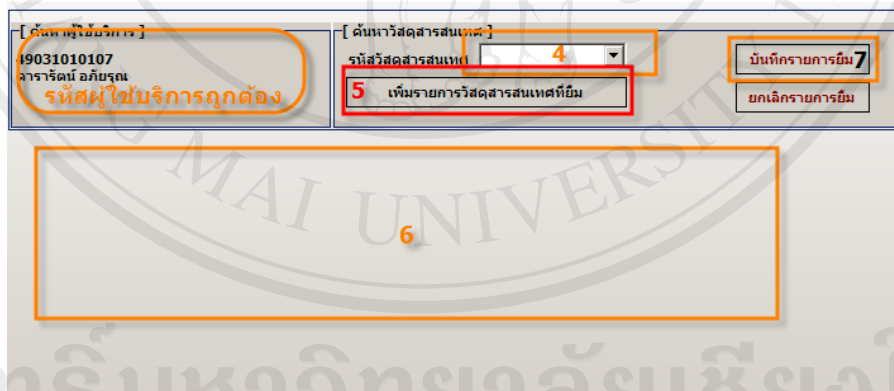 [ ค้นหาผู้ใช้บริการ ]
49031010107
ดารารัตน์ อภัยรุณ
รหัสผู้ใช้บริการถูกต้อง
[ ค้นหาวัสดุสารสนเทศ ]
รหัสวัสดุสารสนเทศ 4
5 เพิ่มรายการวัสดุสารสนเทศที่ยืม
บันทึกรายการยืม 7
ยกเลิกรายการยืม
MAI UNIVERSITY
6